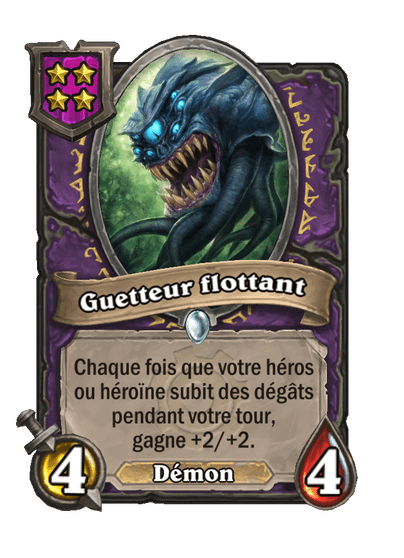 Guetteur flottant
Chaque fois que votre héros
ou héroïne subit des dégâts
pendant votre tour,
gagne +2/+2.
4
Démon
4